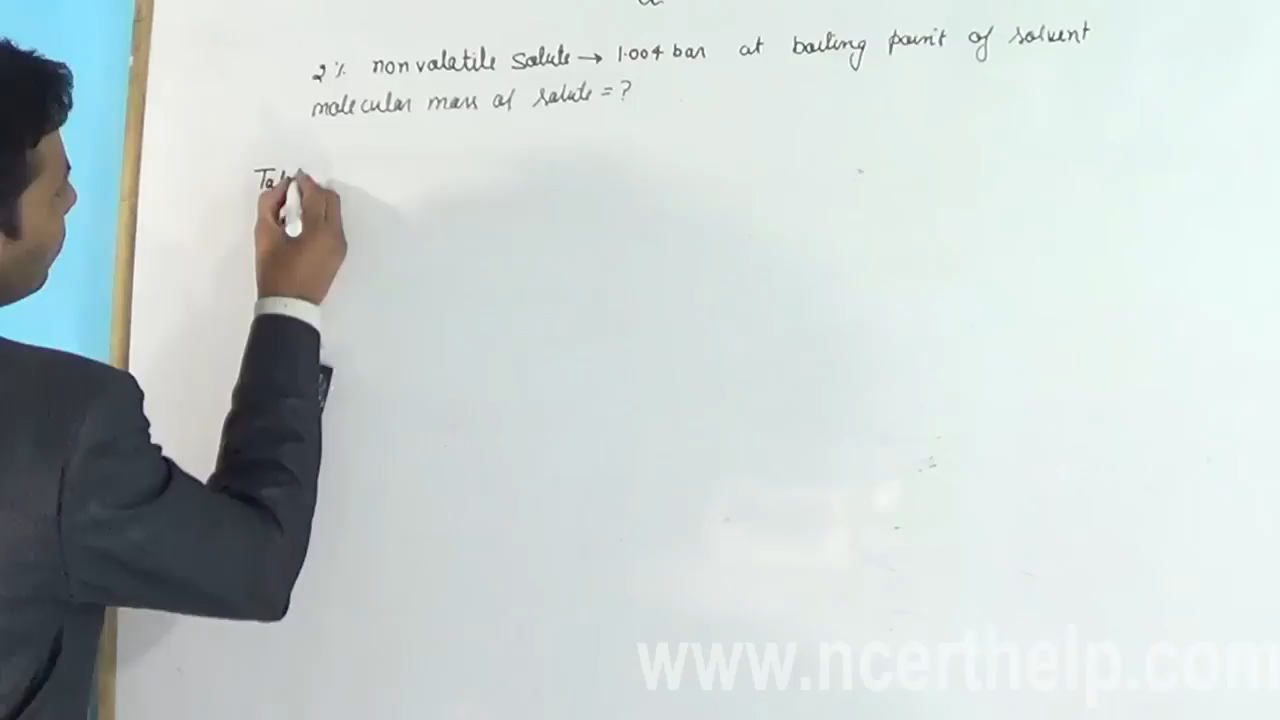 2% non volatile solute → 1.004 bar at boiling point of solvent
molecular mass of solute = ?
Tak
www.ncerthelp.com